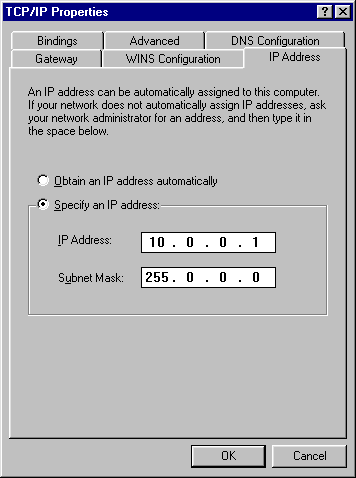 TCP/IP Properties ? ×
Bindings Advanced DNS Configuration
Gateway WINS Configuration IP Address
An IP address can be automatically assigned to this computer.
If your network does not automatically assign IP addresses, ask
your network administrator for an address, and then type it in
the space below.
Obtain an IP address automatically
Specify an IP address:
IP Address: 10 . 0 . 0 . 1
Subnet Mask: 255 . 0 . 0 . 0
OK Cancel